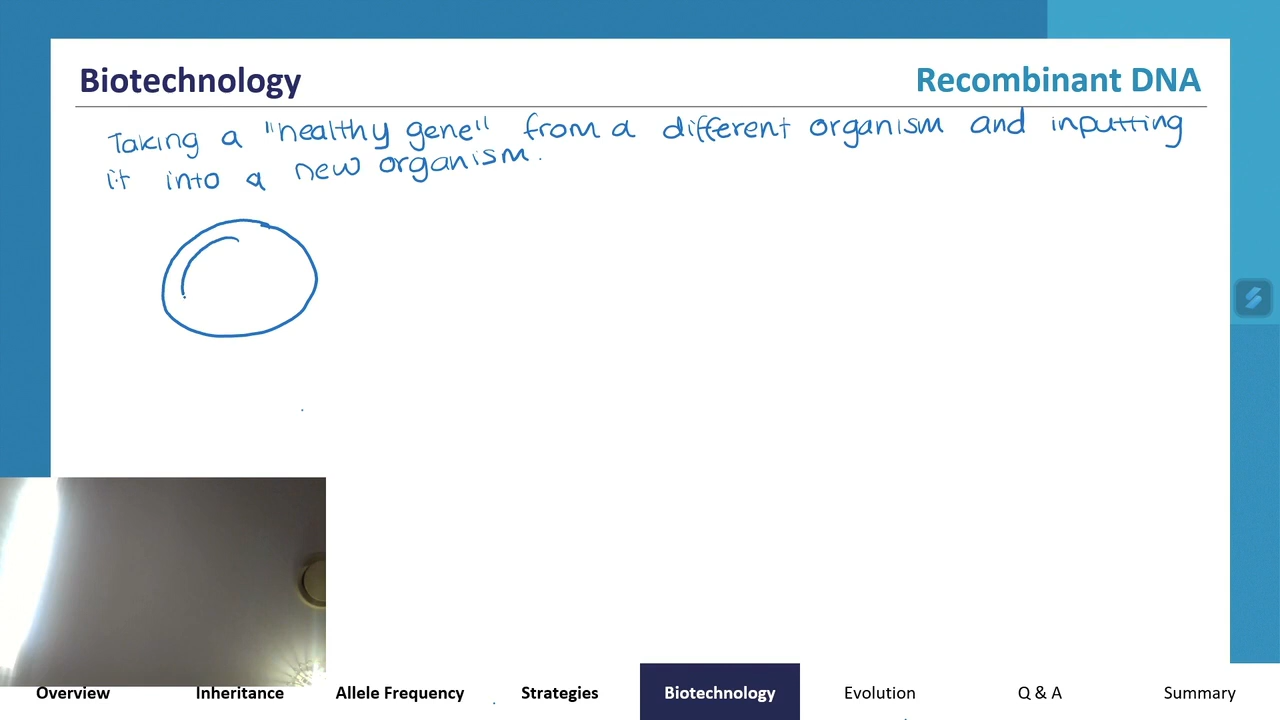 Biotechnology
Recombinant DNA
Taking a "healthy gene" from a different organism and inputting
it into a new organism.
Overview
Inheritance
Allele Frequency
Strategies
Biotechnology
Evolution
Q & A
Summary